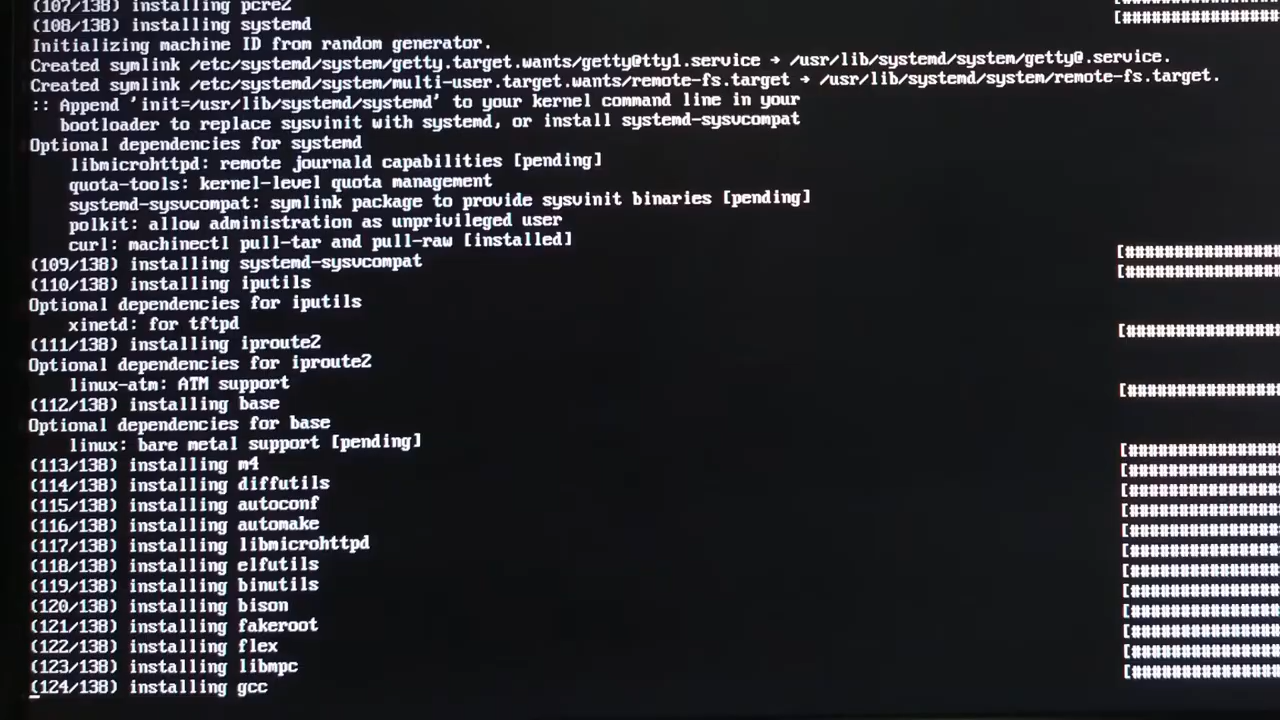 (107/138) installing pcre2
(108/138) installing systemd [################
Initializing machine ID from random generator.
Created symlink /etc/systemd/system/getty.target.wants/getty@tty1.service → /usr/lib/systemd/system/getty@.service.
Created symlink /etc/systemd/system/multi-user.target.wants/remote-fs.target → /usr/lib/systemd/system/remote-fs.target.
:: Append 'init=/usr/lib/systemd/systemd' to your kernel command line in your
bootloader to replace sysvinit with systemd, or install systemd-sysvcompat
Optional dependencies for systemd
libmicrohttpd: remote journald capabilities [pending]
quota-tools: kernel-level quota management
systemd-sysvcompat: symlink package to provide sysvinit binaries [pending]
polkit: allow administration as unprivileged user
curl: machinectl pull-tar and pull-raw [installed]
(109/138) installing systemd-sysvcompat [################
(110/138) installing iputils [################
Optional dependencies for iputils
xinetd: for tftpd
(111/138) installing iproute2 [################
Optional dependencies for iproute2
linux-atm: ATM support
(112/138) installing base [################
Optional dependencies for base
linux: bare metal support [pending]
(113/138) installing m4 [################
(114/138) installing diffutils [################
(115/138) installing autoconf [################
(116/138) installing automake [################
(117/138) installing libmicrohttpd [################
(118/138) installing elfutils [################
(119/138) installing binutils [################
(120/138) installing bison [################
(121/138) installing fakeroot [################
(122/138) installing flex [################
(123/138) installing libmpc [################
(124/138) installing gcc [################